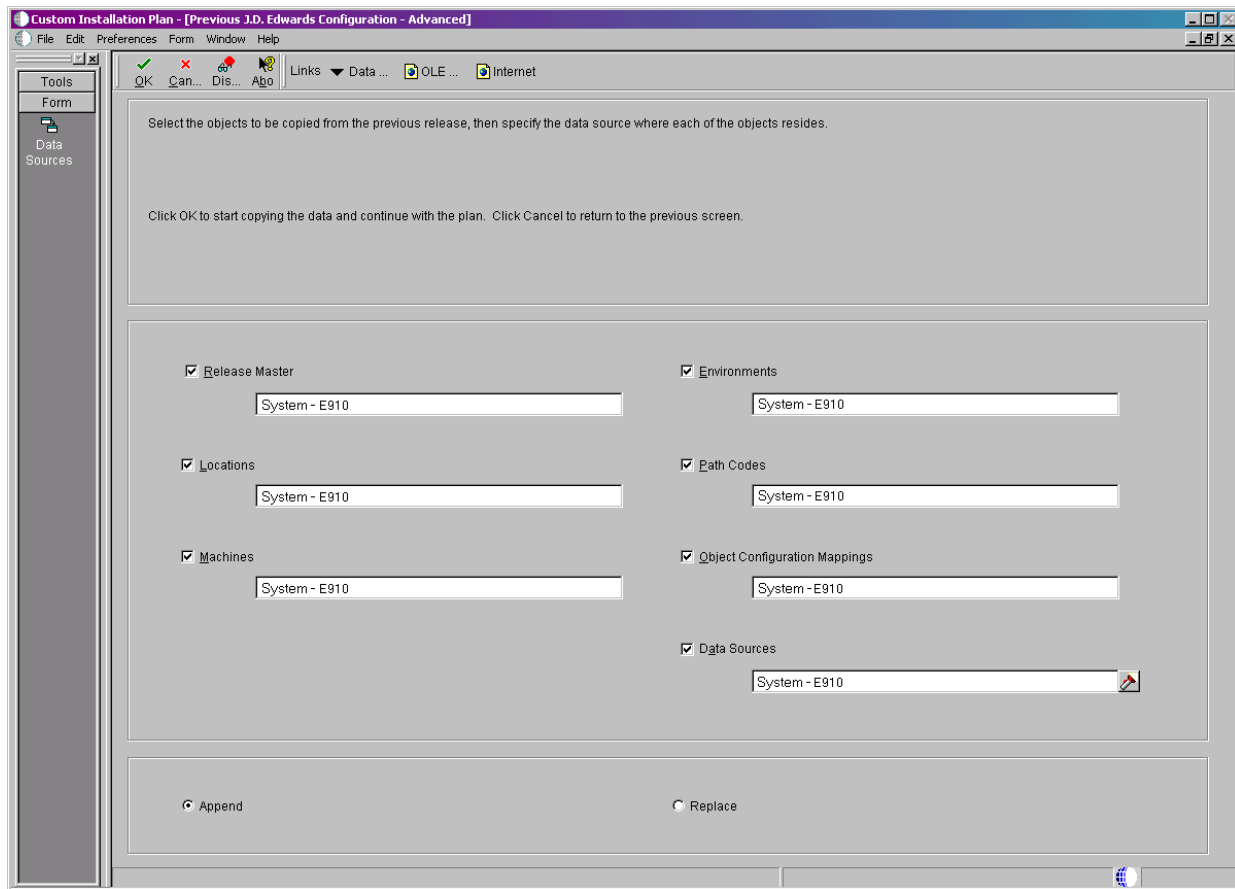 Custom Installation Plan - [Previous J.D. Edwards Configuration - Advanced]
File Edit Preferences Form Window Help
OK Can... Dis... Abo Links Data ... OLE ... Internet
Tools
Form
Data
Sources
Select the objects to be copied from the previous release, then specify the data source where each of the objects resides.
Click OK to start copying the data and continue with the plan. Click Cancel to return to the previous screen.
Release Master
System - E910
Environments
System - E910
Locations
System - E910
Path Codes
System - E910
Machines
System - E910
Object Configuration Mappings
System - E910
Data Sources
System - E910
Append
Replace